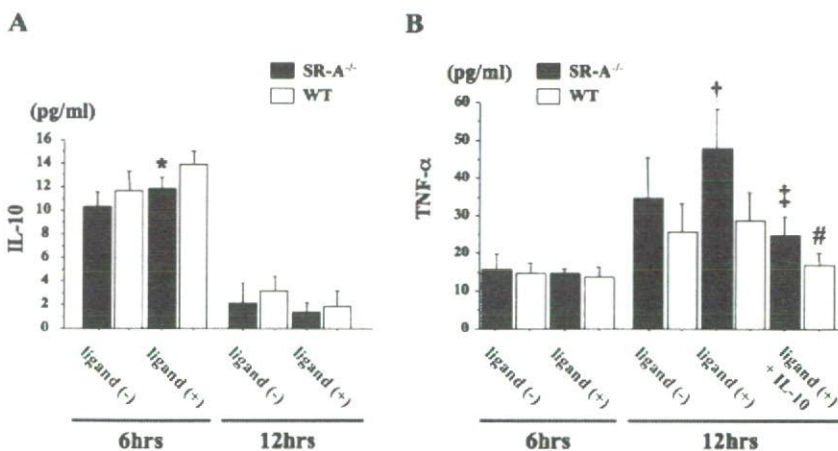 A
SR-A-/-
WT
(pg/ml)
16
14
12
10
8
6
4
2
0
IL-10
*
ligand (-)
ligand (+)
ligand (-)
ligand (+)
6hrs
12hrs
B
(pg/ml)
SR-A-/-
WT
60
50
40
30
20
10
0
TNF-α
†
‡
#
ligand (-)
ligand (+)
ligand (-)
ligand (+)
ligand (+)
+ IL-10
6hrs
12hrs